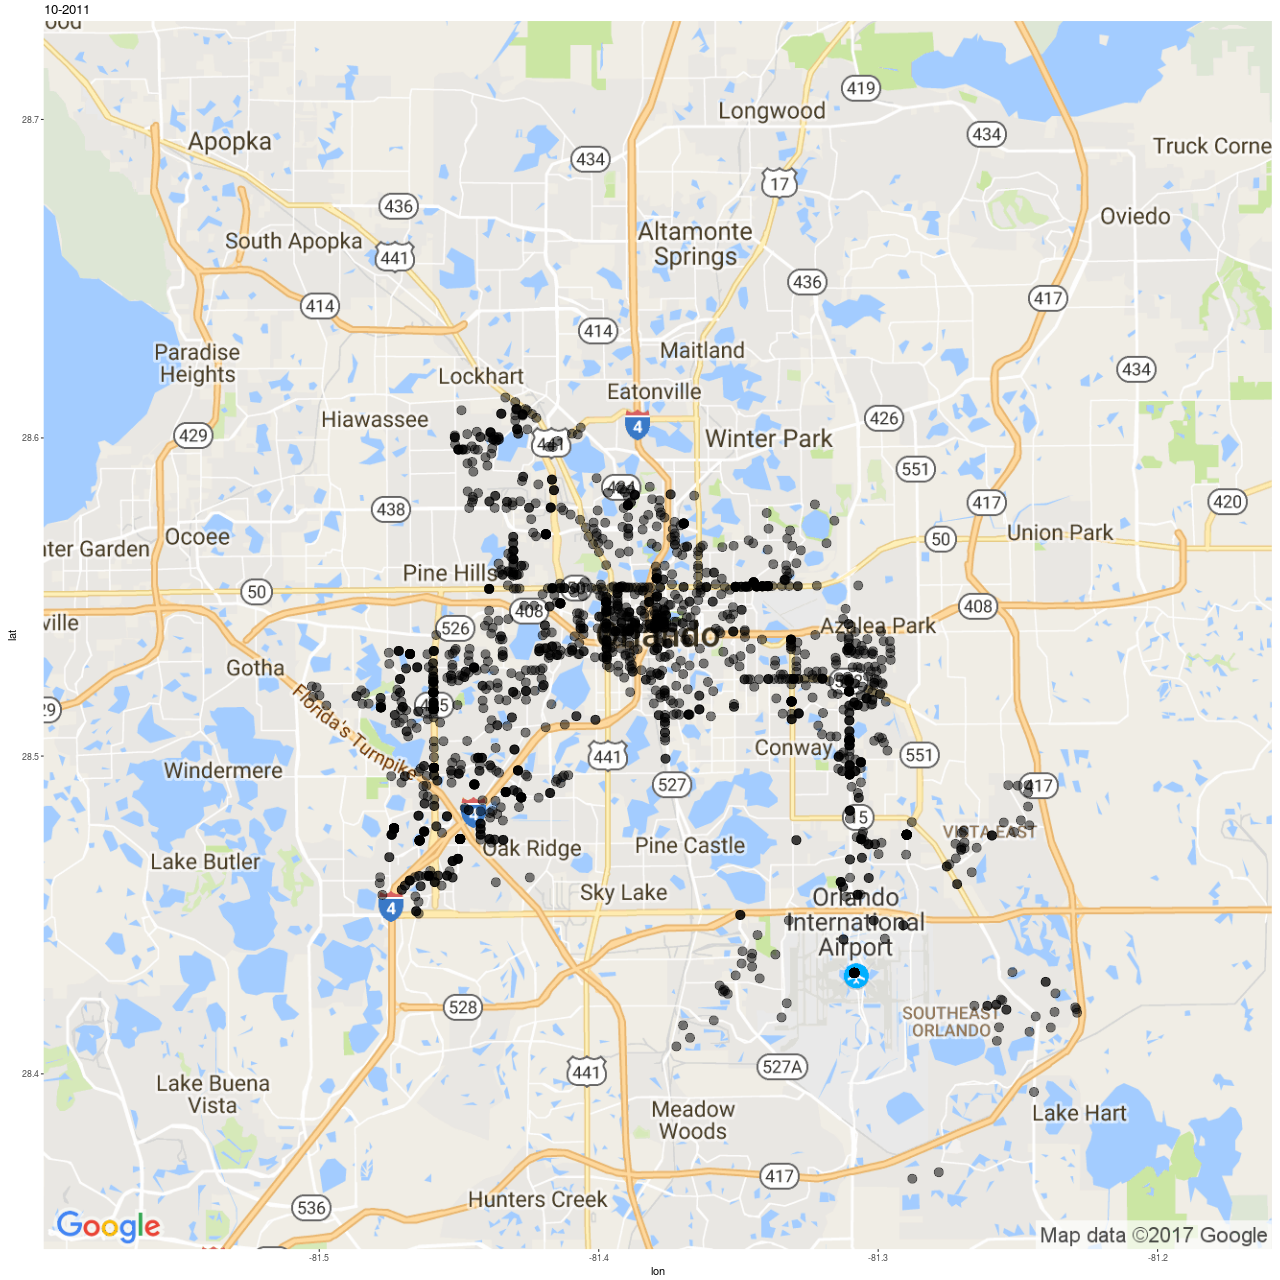 10-2011
ood
419
Longwood
28.7
434
Apopka
Truck Corne
434
17
436
Oviedo
South Apopka
Altamonte
Springs
441
436
417
414
414
Maitland
Paradise
Heights
434
Lockhart
Eatonville
Hiawassee
426
4
429
28.6
441
Winter Park
551
438
417
420
Ocoee
ater Garden
50
Union Park
Pine Hills
50
408
408
526
ville
Azalea Park
Orlando
lat
Gotha
29
Florida's Turnpike
28.5
441
Conway
551
Windermere
527
417
15
VISTA EAST
Lake Butler
Oak Ridge
Pine Castle
Sky Lake
4
Orlando
International
Airport
528
SOUTHEAST
ORLANDO
28.4
441
527A
Lake Buena
Vista
Meadow
Woods
Lake Hart
417
Hunters Creek
536
Google
Map data ©2017 Google
-81.5
-81.4
-81.3
-81.2
lon